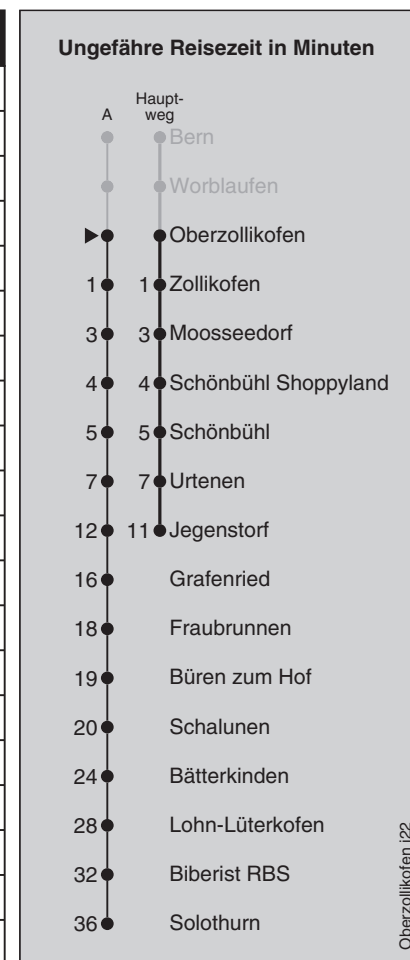 Ungefähre Reisezeit in Minuten
A Haupt-
weg
Bern
Worblaufen
Oberzollikofen
1 1 Zollikofen
3 3 Moosseedorf
4 4 Schönbühl Shoppyland
5 5 Schönbühl
7 7 Urtenen
12 11 Jegenstorf
16 Grafenried
18 Fraubrunnen
19 Büren zum Hof
20 Schalunen
24 Bätterkinden
28 Lohn-Lüterkofen
32 Biberist RBS
36 Solothurn
Oberzollikofen j22